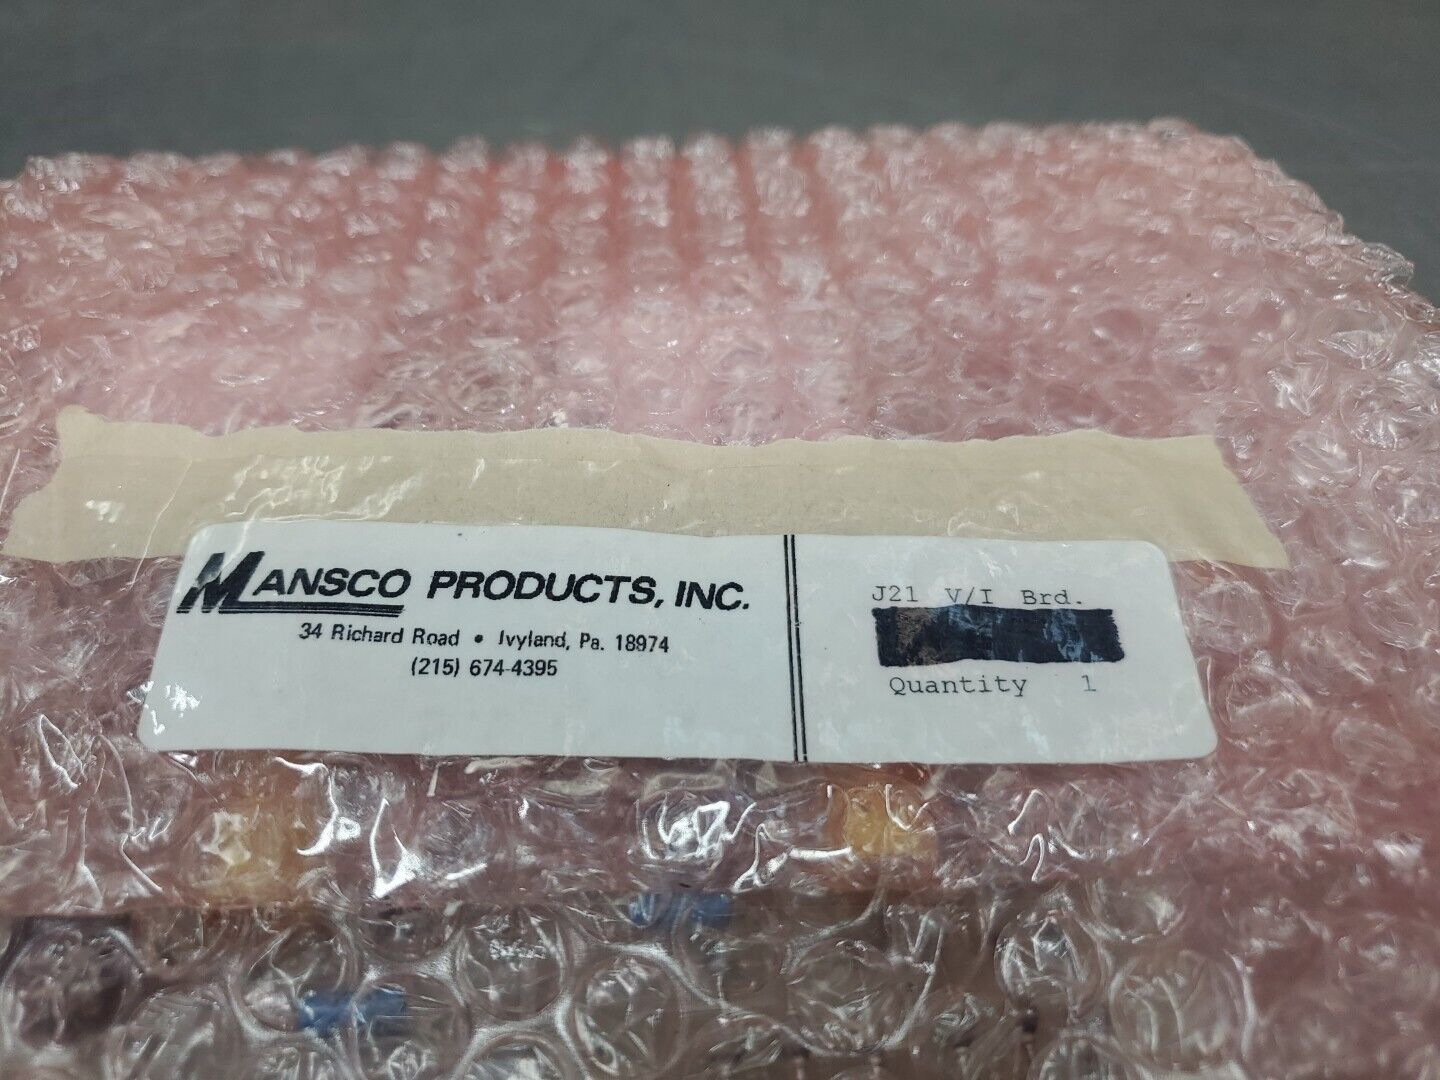 MANSCO PRODUCTS, INC.
34 Richard Road • Ivyland, Pa. 18974
(215) 674-4395
J21 V/I Brd.
Quantity 1